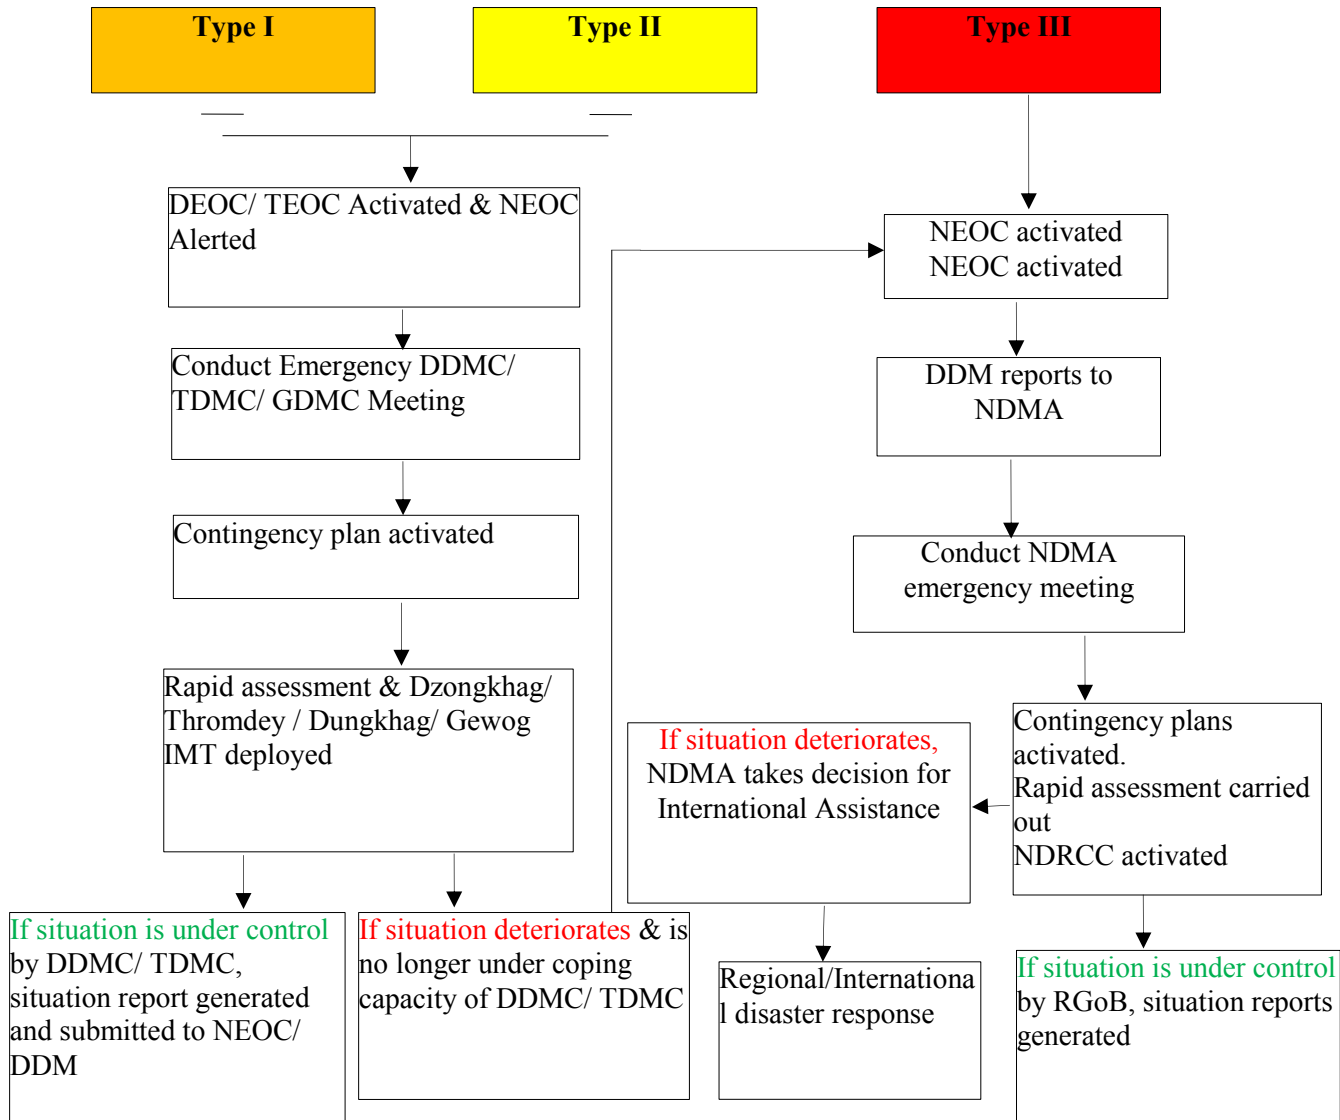 Type I
Type II
Type III
DEOC/ TEOC Activated & NEOC
Alerted
Conduct Emergency DDMC/
TDMC/ GDMC Meeting
Contingency plan activated
Rapid assessment & Dzongkhag/
Thromdey / Dungkhag/ Gewog
IMT deployed
If situation is under control
by DDMC/ TDMC,
situation report generated
and submitted to NEOC/
DDM
If situation deteriorates & is
no longer under coping
capacity of DDMC/ TDMC
NEOC activated
NEOC activated
DDM reports to
NDMA
Conduct NDMA
emergency meeting
Contingency plans
activated.
Rapid assessment carried
out
NDRCC activated
If situation deteriorates,
NDMA takes decision for
International Assistance
Regional/Internationa
l disaster response
If situation is under control
by RGoB, situation reports
generated